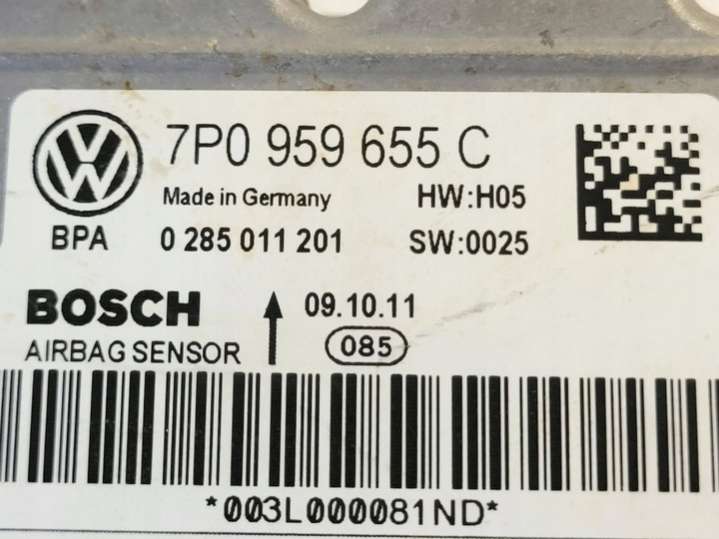 7P0 959 655 C
Made in Germany HW:H05
BPA 0 285 011 201 SW:0025
BOSCH 09.10.11
AIRBAG SENSOR 085
*003L000081ND*